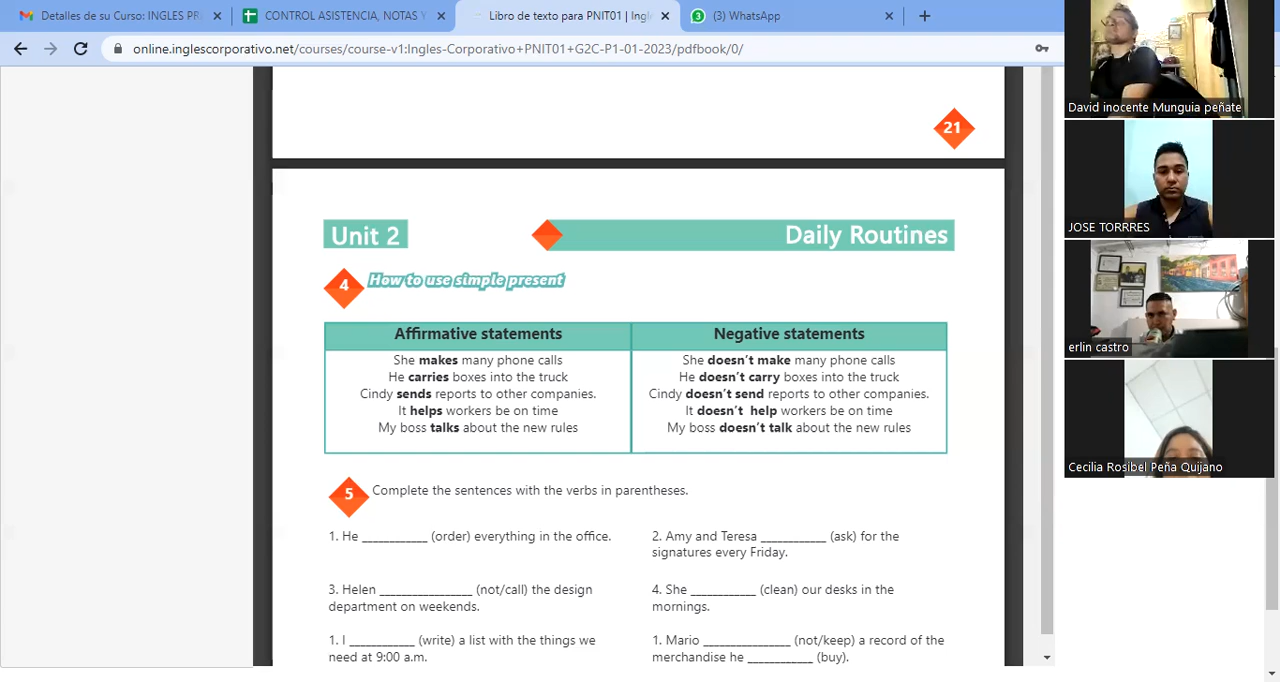 Detalles de su Curso: INGLES PRI
CONTROL ASISTENCIA, NOTAS Y
Libro de texto para PNIT01 | Ingle
(3) WhatsApp
online.inglescorporativo.net/courses/course-v1:Ingles-Corporativo+PNIT01+G2C-P1-01-2023/pdfbook/0/
David inocente Munguia peñate
21
JOSE TORRRES
Unit 2
Daily Routines
4 How to use simple present
Affirmative statements
Negative statements
She makes many phone calls
He carries boxes into the truck
Cindy sends reports to other companies.
It helps workers be on time
My boss talks about the new rules
She doesn't make many phone calls
He doesn't carry boxes into the truck
Cindy doesn't send reports to other companies.
It doesn't help workers be on time
My boss doesn't talk about the new rules
erlin castro
Cecilia Rosibel Peña Quijano
5 Complete the sentences with the verbs in parentheses.
1. He ____________ (order) everything in the office.
2. Amy and Teresa ____________ (ask) for the
signatures every Friday.
3. Helen _________________ (not/call) the design
department on weekends.
4. She ____________ (clean) our desks in the
mornings.
1. I ____________ (write) a list with the things we
need at 9:00 a.m.
1. Mario ________________ (not/keep) a record of the
merchandise he ____________ (buy).